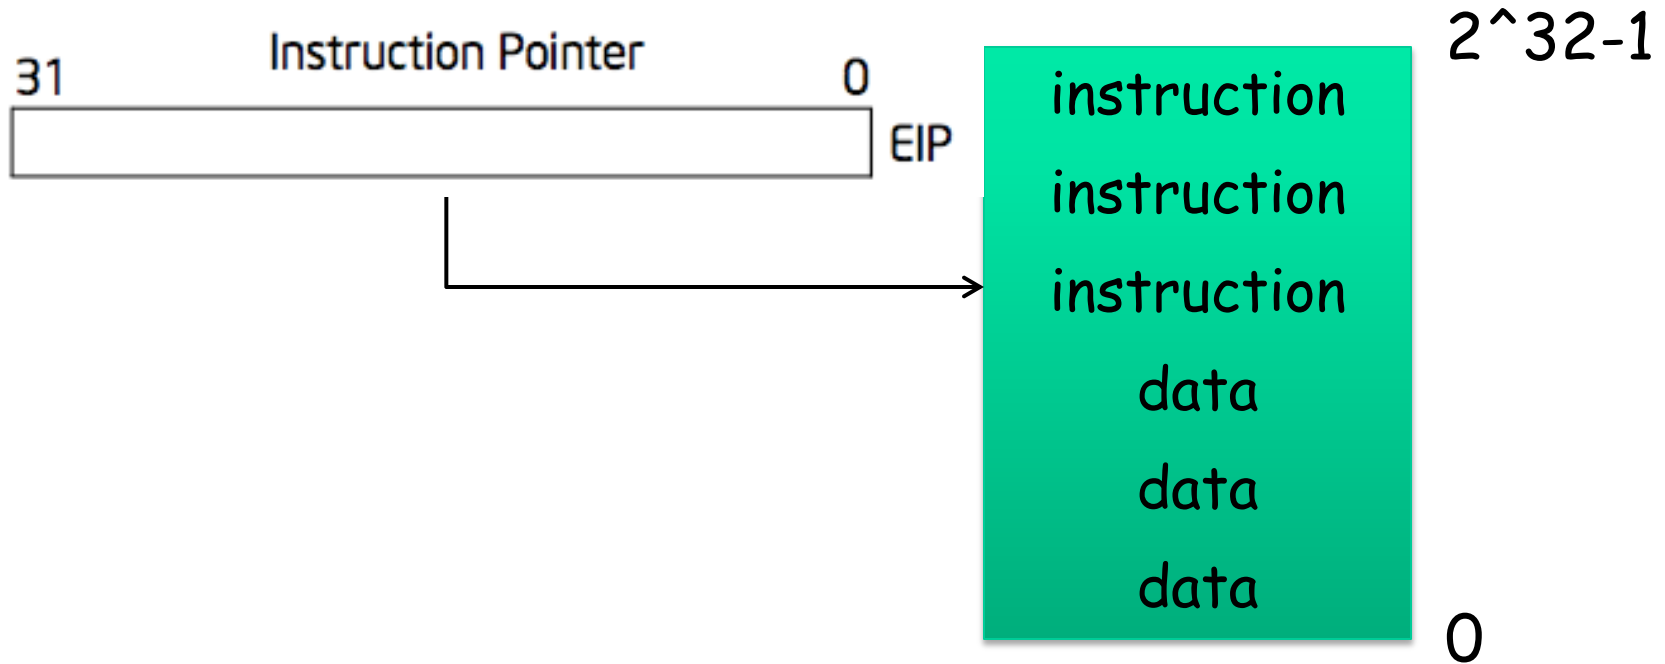 Instruction Pointer
31
0
EIP
2^32-1
instruction
instruction
instruction
data
data
data
0